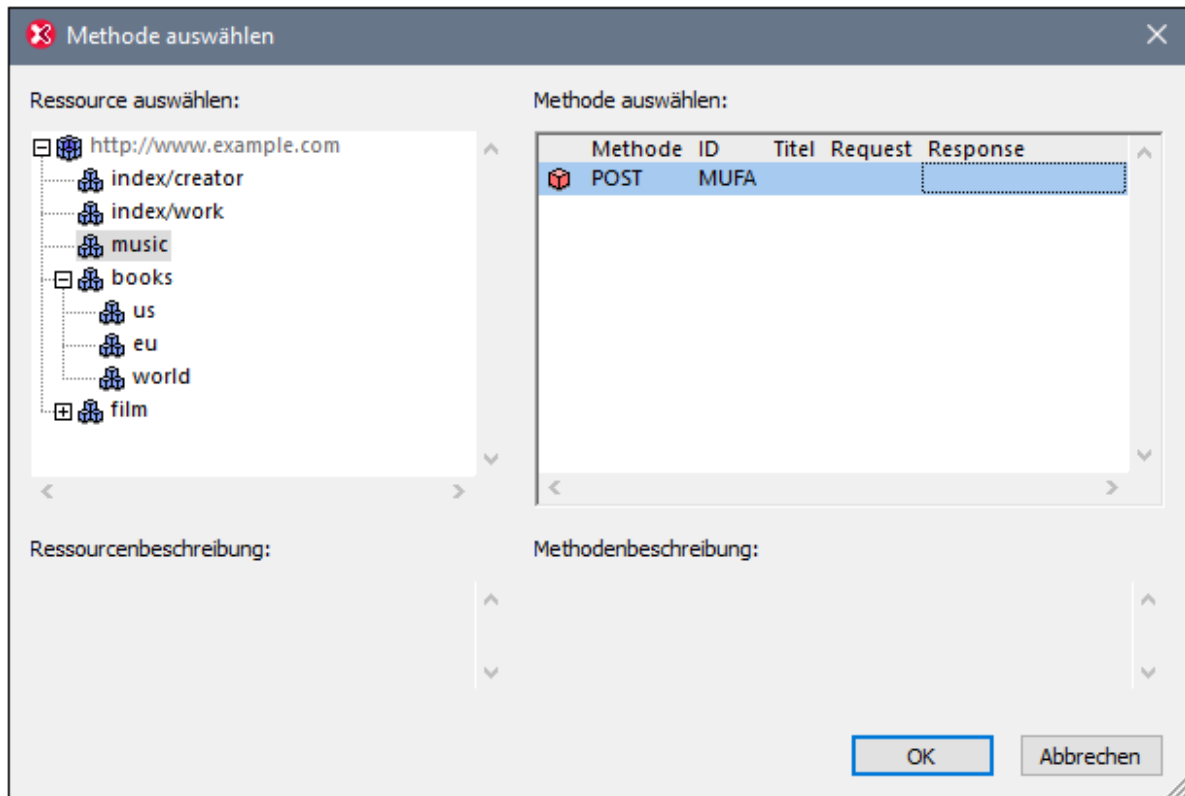 Methode auswählen
Ressource auswählen:
http://www.example.com
index/creator
index/work
music
books
us
eu
world
film
Methode auswählen:
Methode ID Titel Request Response
POST MUFA
Ressourcenbeschreibung:
Methodenbeschreibung:
OK Abbrechen